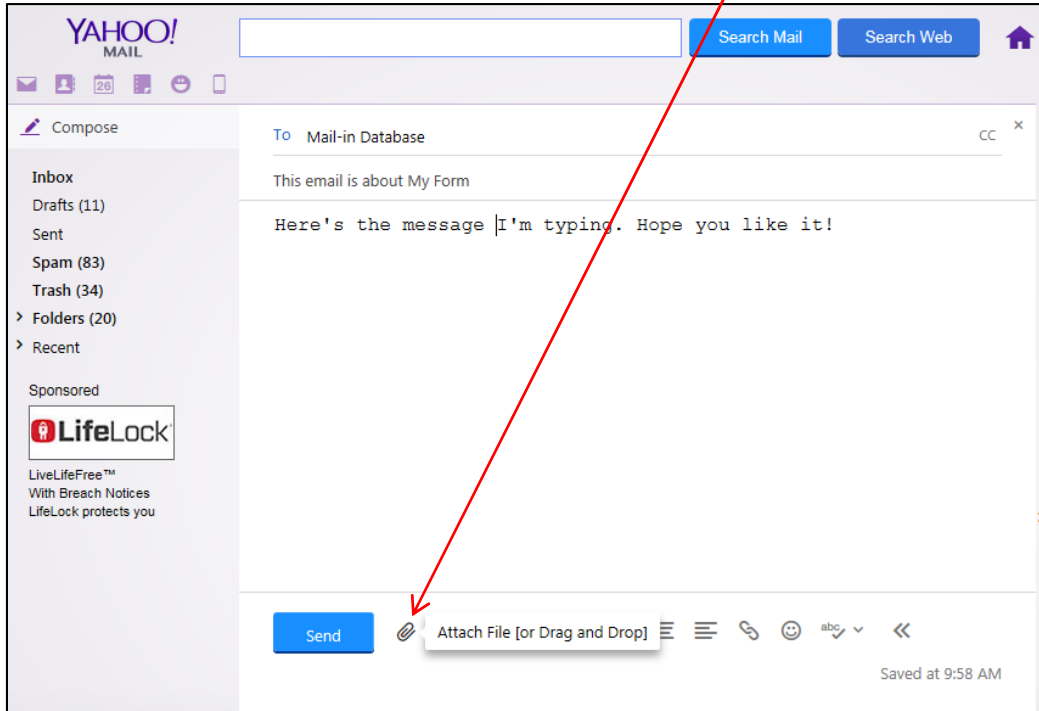 YAHOO!
MAIL
Search Mail
Search Web
26
Compose
Inbox
Drafts (11)
Sent
Spam (83)
Trash (34)
Folders (20)
Recent
Sponsored
LifeLock
LiveLifeFree™
With Breach Notices
LifeLock protects you
To Mail-in Database
CC ×
This email is about My Form
Here's the message I'm typing. Hope you like it!
Send
Attach File [or Drag and Drop]
abc
Saved at 9:58 AM